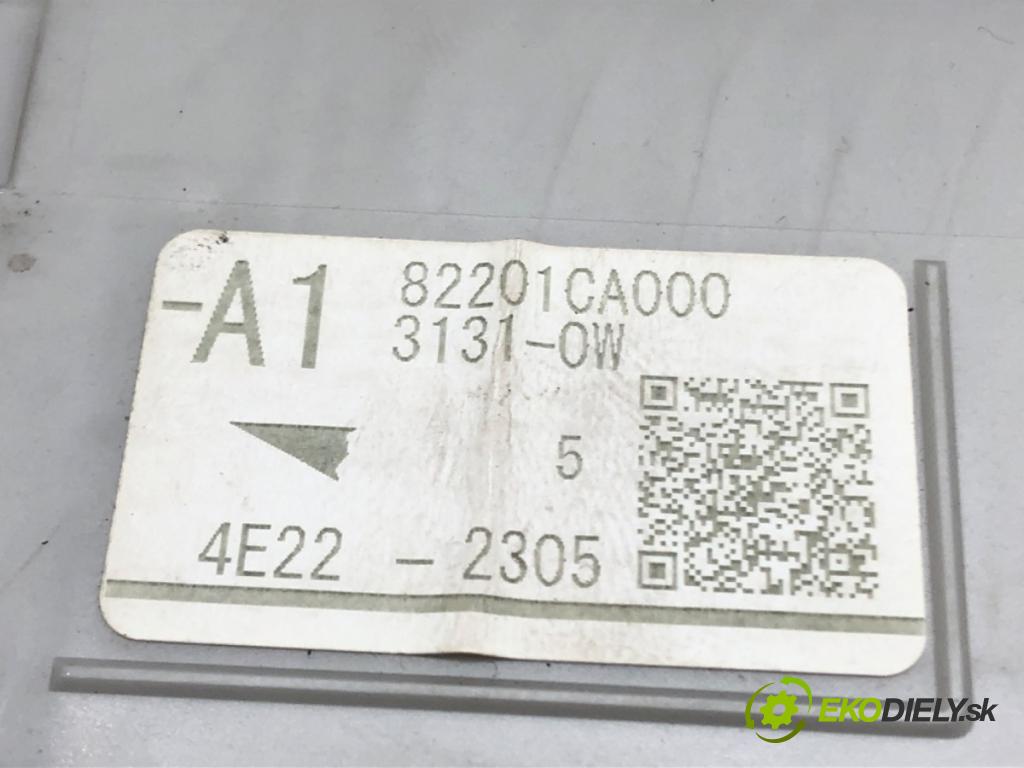 -A1
82201CA000
3131-0W
5
4E22 - 2305
EKODIELY.sk